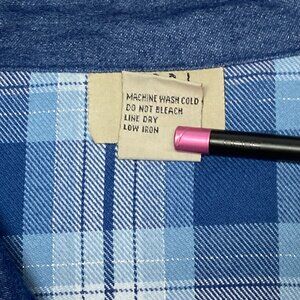 MACHINE WASH COLD
DO NOT BLEACH
LINE DRY
LOW IRON